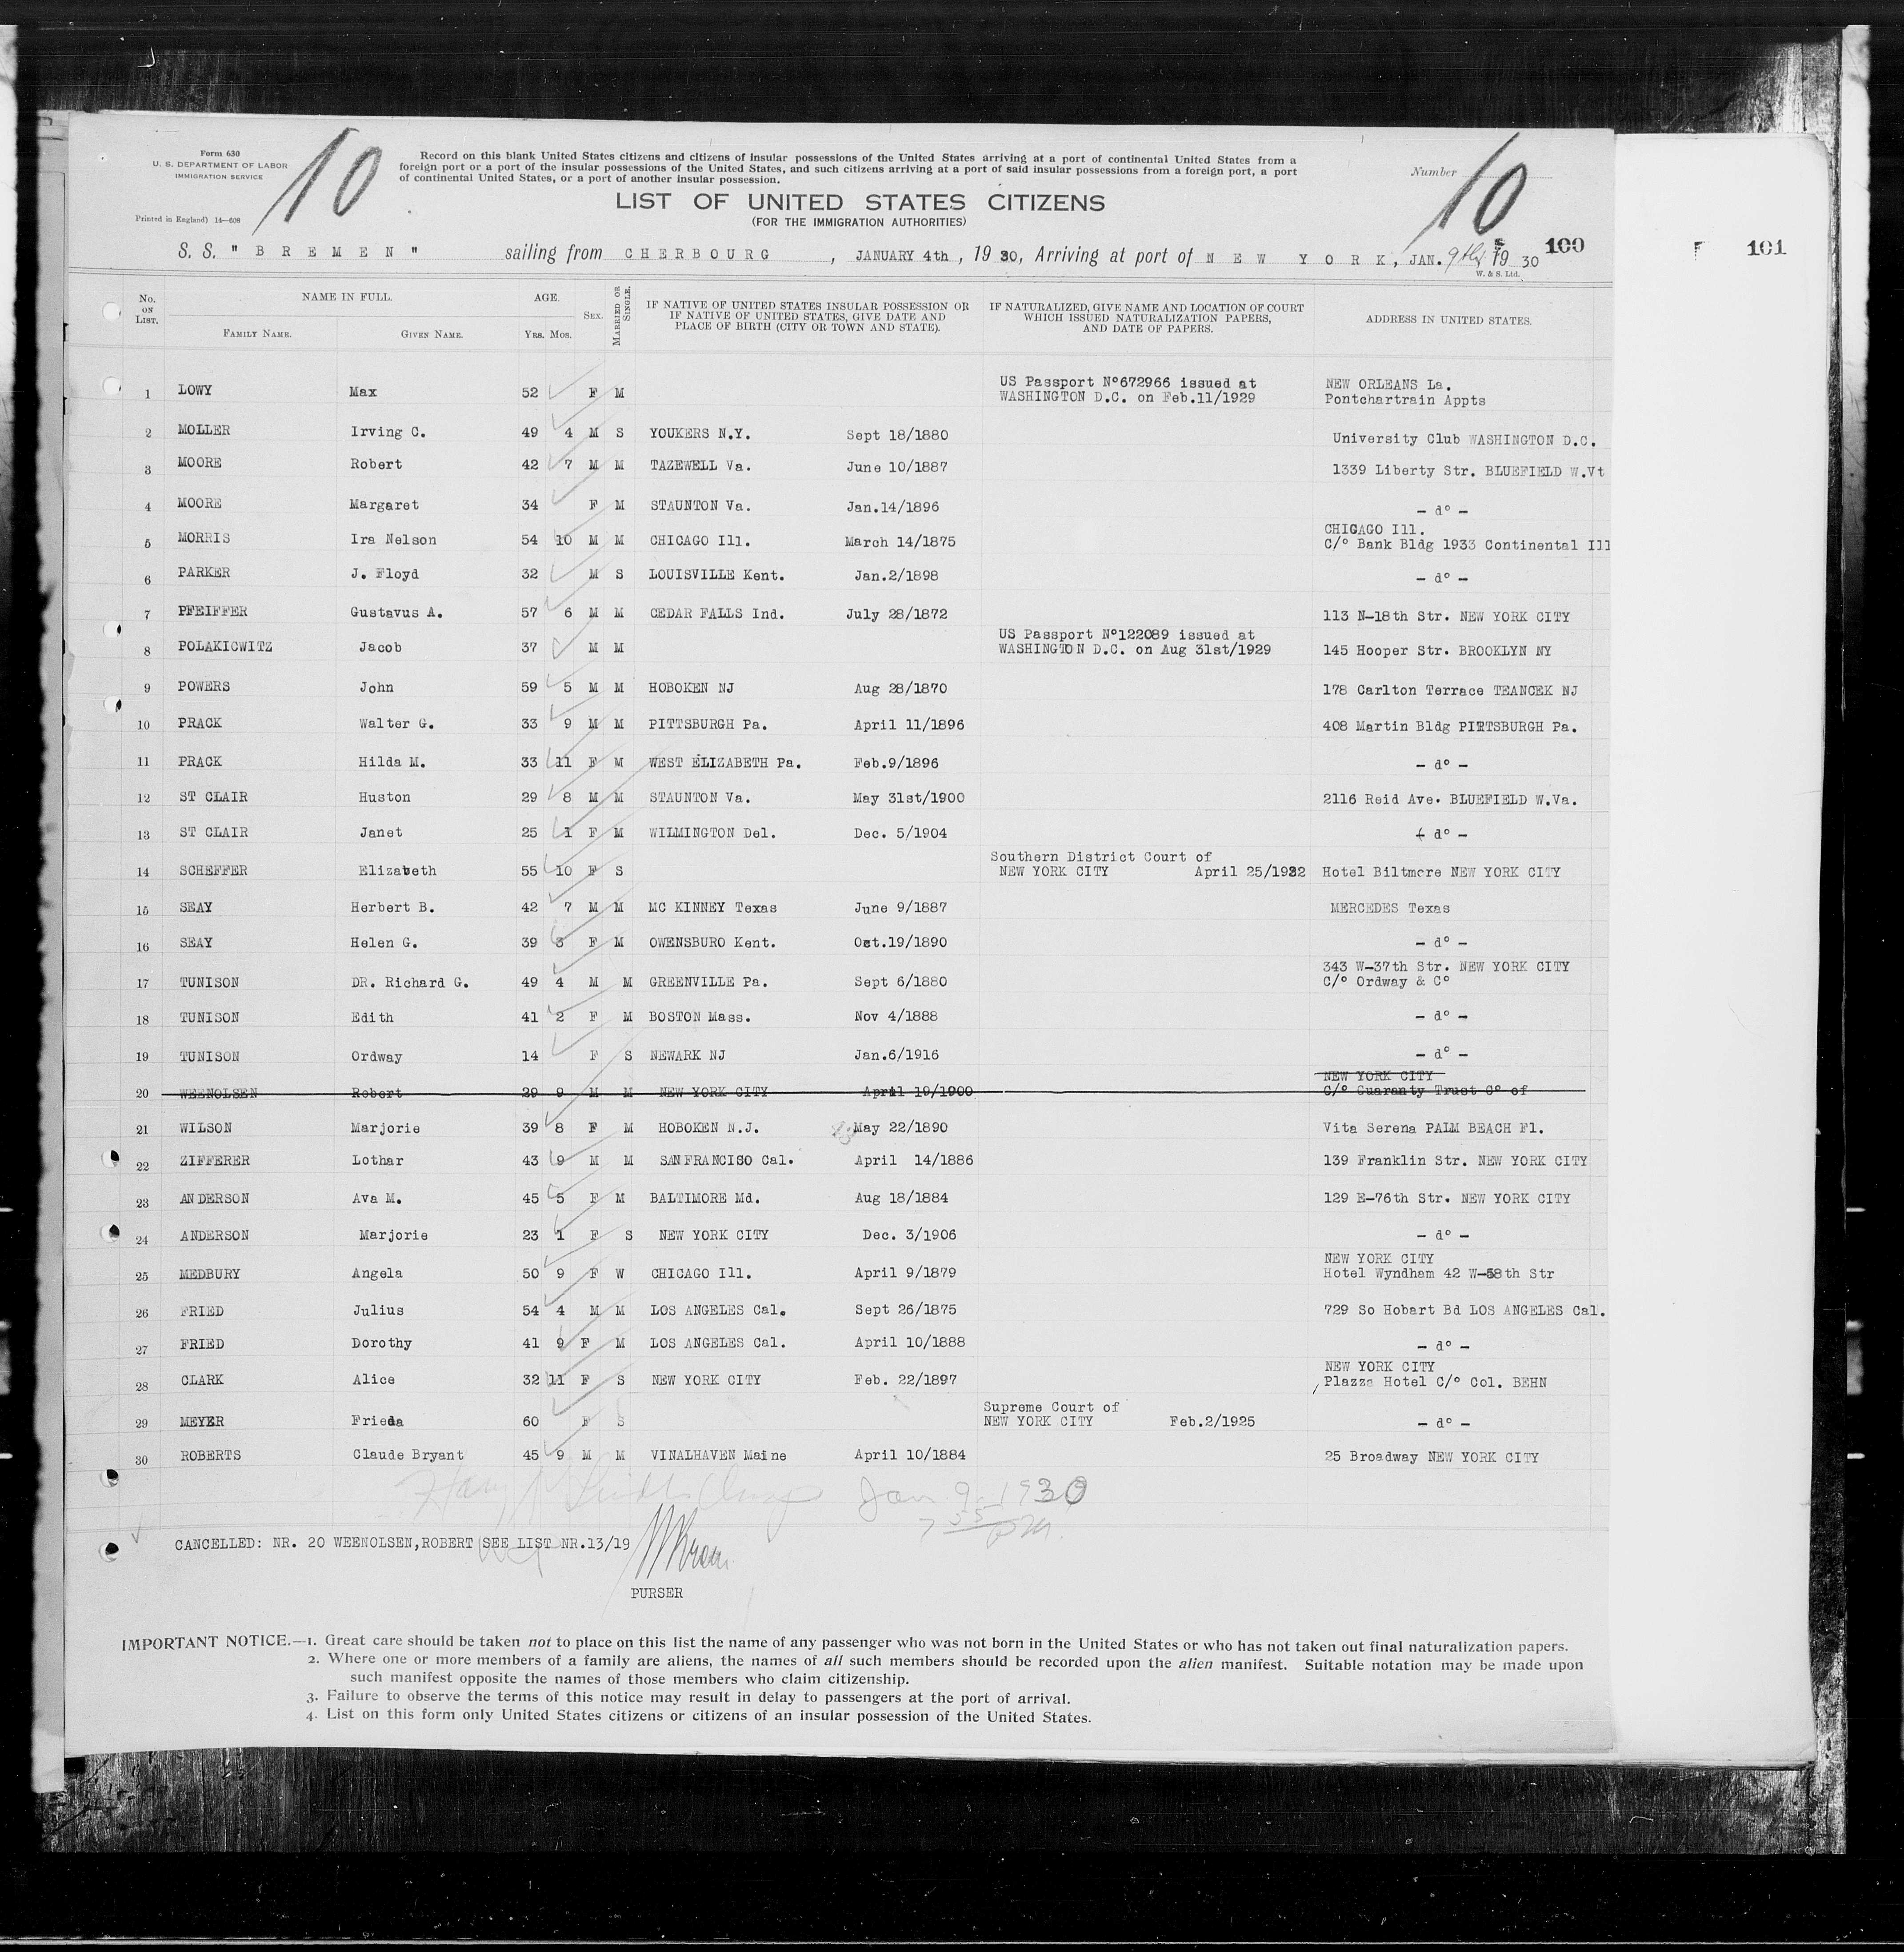 Form 630
U. S. DEPARTMENT OF LABOR
IMMIGRATION SERVICE
Printed in England) 14—608
10
Record on this blank United States citizens and citizens of insular possessions of the United States arriving at a port of continental United States from a
foreign port or a port of the insular possessions of the United States, and such citizens arriving at a port of said insular possessions from a foreign port, a port
of continental United States, or a port of another insular possession.
Number 10
LIST OF UNITED STATES CITIZENS
(FOR THE IMMIGRATION AUTHORITIES)
S. S. " BREMEN " sailing from CHERBOURG, JANUARY 4th, 1930, Arriving at port of NEW YORK, JAN. 9th 1930
100
101
W. & S. Ltd.
No. ON LIST. NAME IN FULL. AGE. SEX. MARRIED OR SINGLE. IF NATIVE OF UNITED STATES INSULAR POSSESSION OR IF NATIVE OF UNITED STATES, GIVE DATE AND PLACE OF BIRTH (CITY OR TOWN AND STATE). IF NATURALIZED, GIVE NAME AND LOCATION OF COURT WHICH ISSUED NATURALIZATION PAPERS, AND DATE OF PAPERS. ADDRESS IN UNITED STATES.
FAMILY NAME. GIVEN NAME. YRS. MOS.
1 LOWY Max 52 F M US Passport Nº672966 issued at WASHINGTON D.C. on Feb.11/1929 NEW ORLEANS La. Pontchartrain Appts
2 MOLLER Irving C. 49 4 M S YOUKERS N.Y. Sept 18/1880 University Club WASHINGTON D.C.
3 MOORE Robert 42 7 M M TAZEWELL Va. June 10/1887 1339 Liberty Str. BLUEFIELD W.Vt
4 MOORE Margaret 34 F M STAUNTON Va. Jan.14/1896 - dº -
5 MORRIS Ira Nelson 54 10 M M CHICAGO Ill. March 14/1875 CHIGAGO Ill. C/º Bank Bldg 1933 Continental Ill
6 PARKER J. Floyd 32 M S LOUISVILLE Kent. Jan.2/1898 - dº -
7 PFEIFFER Gustavus A. 57 6 M M CEDAR FALLS Ind. July 28/1872 113 N-18th Str. NEW YORK CITY
8 POLAKICWITZ Jacob 37 M M US Passport Nº122089 issued at WASHINGTON D.C. on Aug 31st/1929 145 Hooper Str. BROOKLYN NY
9 POWERS John 59 5 M M HOBOKEN NJ Aug 28/1870 178 Carlton Terrace TEANCEK NJ
10 PRACK Walter G. 33 9 M M PITTSBURGH Pa. April 11/1896 408 Martin Bldg PITTSBURGH Pa.
11 PRACK Hilda M. 33 11 F M WEST ELIZABETH Pa. Feb.9/1896 - dº -
12 ST CLAIR Huston 29 8 M M STAUNTON Va. May 31st/1900 2116 Reid Ave. BLUEFIELD W.Va.
13 ST CLAIR Janet 25 1 F M WILMINGTON Del. Dec. 5/1904 - dº -
14 SCHEFFER Elizabeth 55 10 F S Southern District Court of NEW YORK CITY April 25/1922 Hotel Biltmore NEW YORK CITY
15 SEAY Herbert B. 42 7 M M MC KINNEY Texas June 9/1887 MERCEDES Texas
16 SEAY Helen G. 39 3 F M OWENSBURO Kent. Oct.19/1890 - dº -
17 TUNISON DR. Richard G. 49 4 M M GREENVILLE Pa. Sept 6/1880 343 W-37th Str. NEW YORK CITY C/º Ordway & Cº
18 TUNISON Edith 41 2 F M BOSTON Mass. Nov 4/1888 - dº -
19 TUNISON Ordway 14 F S NEWARK NJ Jan.6/1916 - dº -
20 WEENOLSEN Robert 29 9 M M NEW YORK CITY April 19/1900 NEW YORK CITY C/º Guaranty Trust Cº of
21 WILSON Marjorie 39 8 F M HOBOKEN N.J. May 22/1890 Vita Serena PALM BEACH Fl.
22 ZIFFERER Lothar 43 9 M M SANFRANCISO Cal. April 14/1886 139 Franklin Str. NEW YORK CITY
23 ANDERSON Ava M. 45 5 F M BALTIMORE Md. Aug 18/1884 129 E-76th Str. NEW YORK CITY
24 ANDERSON Marjorie 23 1 F S NEW YORK CITY Dec. 3/1906 - dº -
25 MEDBURY Angela 50 9 F W CHICAGO Ill. April 9/1879 NEW YORK CITY Hotel Wyndham 42 W-58th Str
26 FRIED Julius 54 4 M M LOS ANGELES Cal. Sept 26/1875 729 So Hobart Bd LOS ANGELES Cal.
27 FRIED Dorothy 41 9 F M LOS ANGELES Cal. April 10/1888 - dº -
28 CLARK Alice 32 11 F S NEW YORK CITY Feb. 22/1897 NEW YORK CITY Plazza Hotel C/º Col. BEHN
29 MEYER Frieda 60 F S Supreme Court of NEW YORK CITY Feb.2/1925 - dº -
30 ROBERTS Claude Bryant 45 9 M M VINALHAVEN Maine April 10/1884 25 Broadway NEW YORK CITY
Jan 9-1930
7 55 PM.
CANCELLED: NR. 20 WEENOLSEN,ROBERT SEE LIST NR.13/19
PURSER
IMPORTANT NOTICE.—1. Great care should be taken not to place on this list the name of any passenger who was not born in the United States or who has not taken out final naturalization papers.
2. Where one or more members of a family are aliens, the names of all such members should be recorded upon the alien manifest. Suitable notation may be made upon
such manifest opposite the names of those members who claim citizenship.
3. Failure to observe the terms of this notice may result in delay to passengers at the port of arrival.
4. List on this form only United States citizens or citizens of an insular possession of the United States.